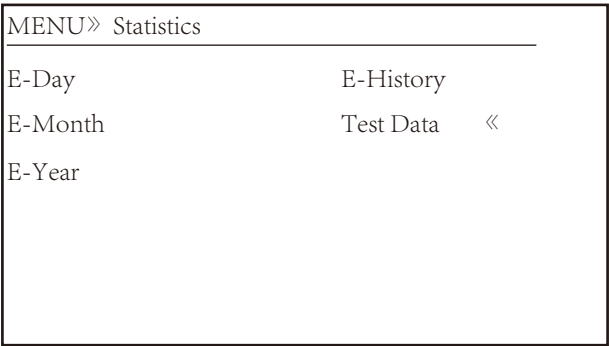 MENU» Statistics
E-Day E-History
E-Month Test Data «
E-Year